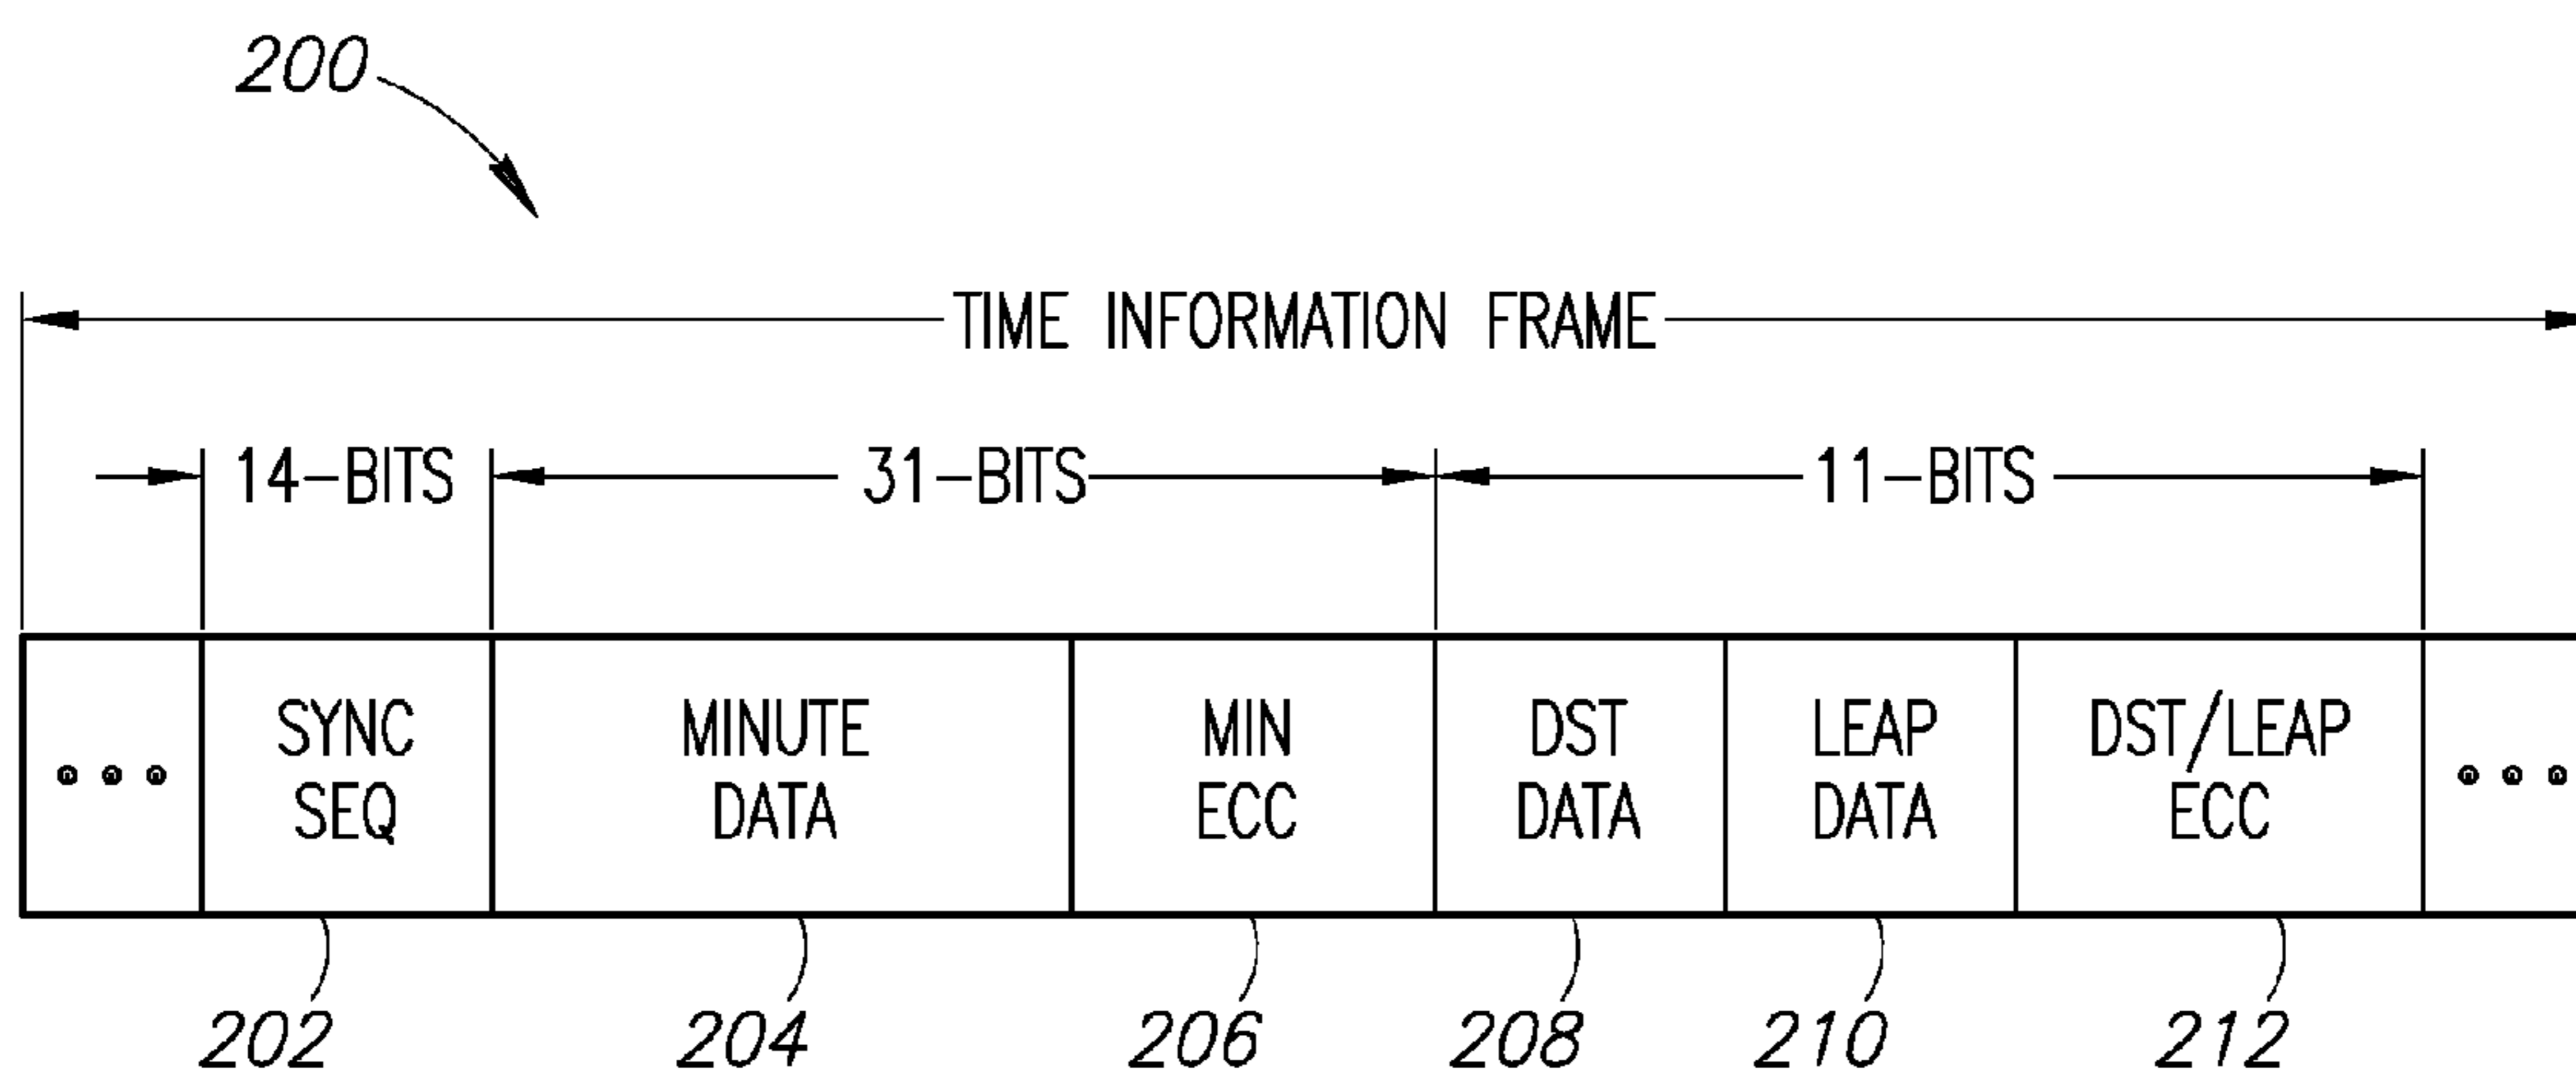 200
TIME INFORMATION FRAME
14-BITS
31-BITS
11-BITS
SYNC
SEQ
MINUTE
DATA
MIN
ECC
DST
DATA
LEAP
DATA
DST/LEAP
ECC
202
204
206
208
210
212